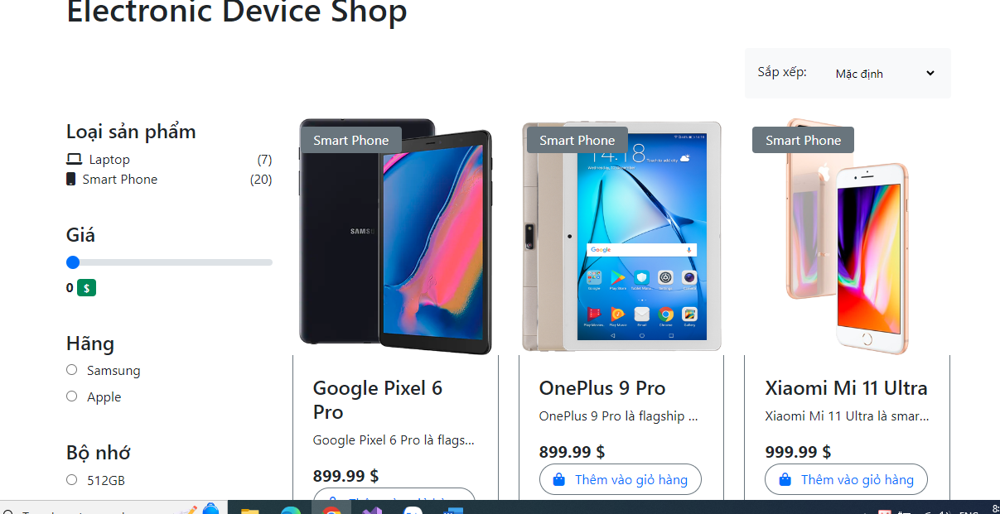 Electronic Device Shop
Sắp xếp:
Mặc định
Loại sản phẩm
Laptop (7)
Smart Phone (20)
Giá
0 $
Hãng
Samsung
Apple
Bộ nhớ
512GB
Smart Phone
SAMS
Google Pixel 6
Pro
Google Pixel 6 Pro là flags...
899.99 $
Smart Phone
14:18
Google
OnePlus 9 Pro
OnePlus 9 Pro là flagship ...
899.99 $
Thêm vào giỏ hàng
Smart Phone
Xiaomi Mi 11 Ultra
Xiaomi Mi 11 Ultra là smar...
999.99 $
Thêm vào giỏ hàng